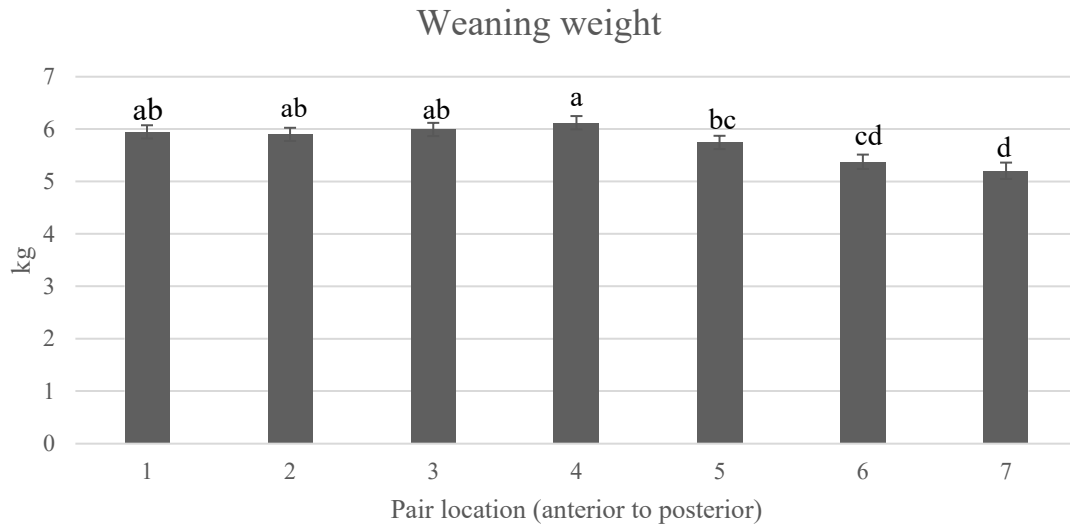 Weaning weight
7
6
5
4
3
2
1
0
kg
ab ab ab a bc cd d
1 2 3 4 5 6 7
Pair location (anterior to posterior)